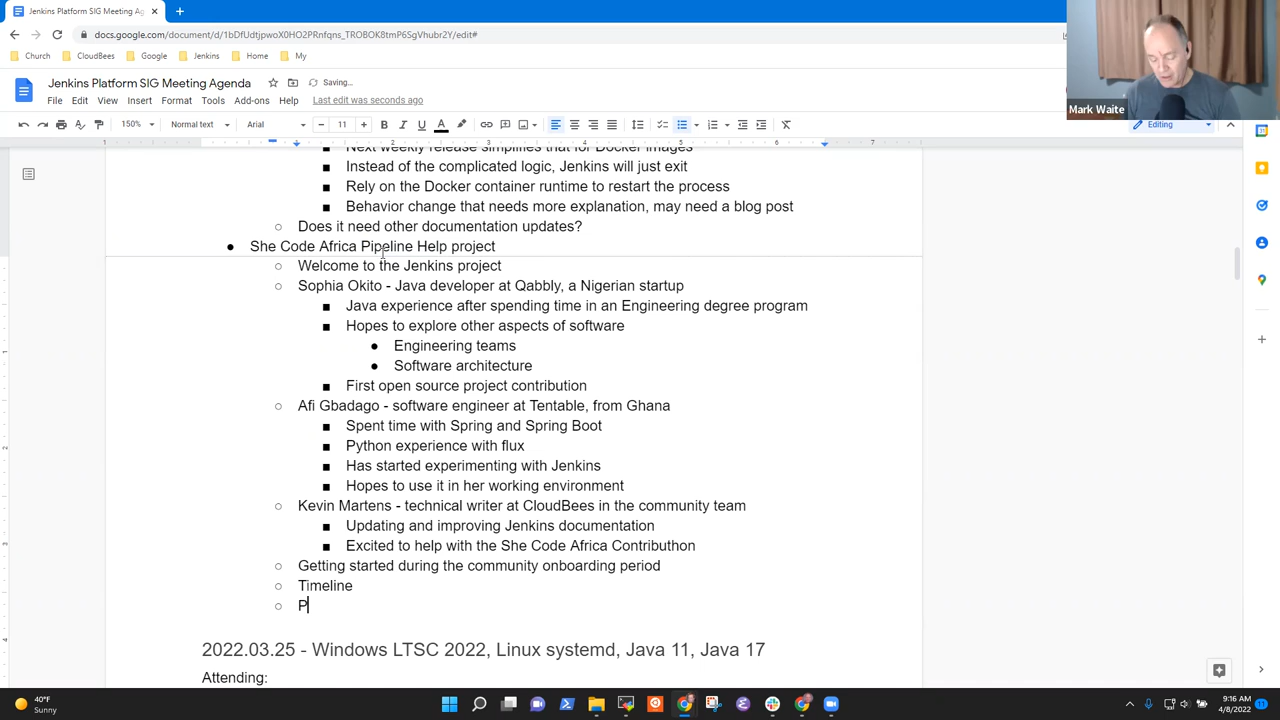 Jenkins Platform SIG Meeting Ag
docs.google.com/document/d/1bDfUdtjpwoX0HO2PRnfqns_TROBOK8tmP6SgVhubr2Y/edit#
Church
CloudBees
Google
Jenkins
Home
My
Jenkins Platform SIG Meeting Agenda
Saving...
File Edit View Insert Format Tools Add-ons Help Last edit was seconds ago
Mark Waite
150% Normal text Arial 11 Editing
1 2 3 4 5 6 7
Next weekly release simplifies that for Docker images
Instead of the complicated logic, Jenkins will just exit
Rely on the Docker container runtime to restart the process
Behavior change that needs more explanation, may need a blog post
Does it need other documentation updates?
She Code Africa Pipeline Help project
Welcome to the Jenkins project
Sophia Okito - Java developer at Qabbly, a Nigerian startup
Java experience after spending time in an Engineering degree program
Hopes to explore other aspects of software
Engineering teams
Software architecture
First open source project contribution
Afi Gbadago - software engineer at Tentable, from Ghana
Spent time with Spring and Spring Boot
Python experience with flux
Has started experimenting with Jenkins
Hopes to use it in her working environment
Kevin Martens - technical writer at CloudBees in the community team
Updating and improving Jenkins documentation
Excited to help with the She Code Africa Contributhon
Getting started during the community onboarding period
Timeline
P
2022.03.25 - Windows LTSC 2022, Linux systemd, Java 11, Java 17
Attending:
40°F
Sunny
9:16 AM
4/8/2022